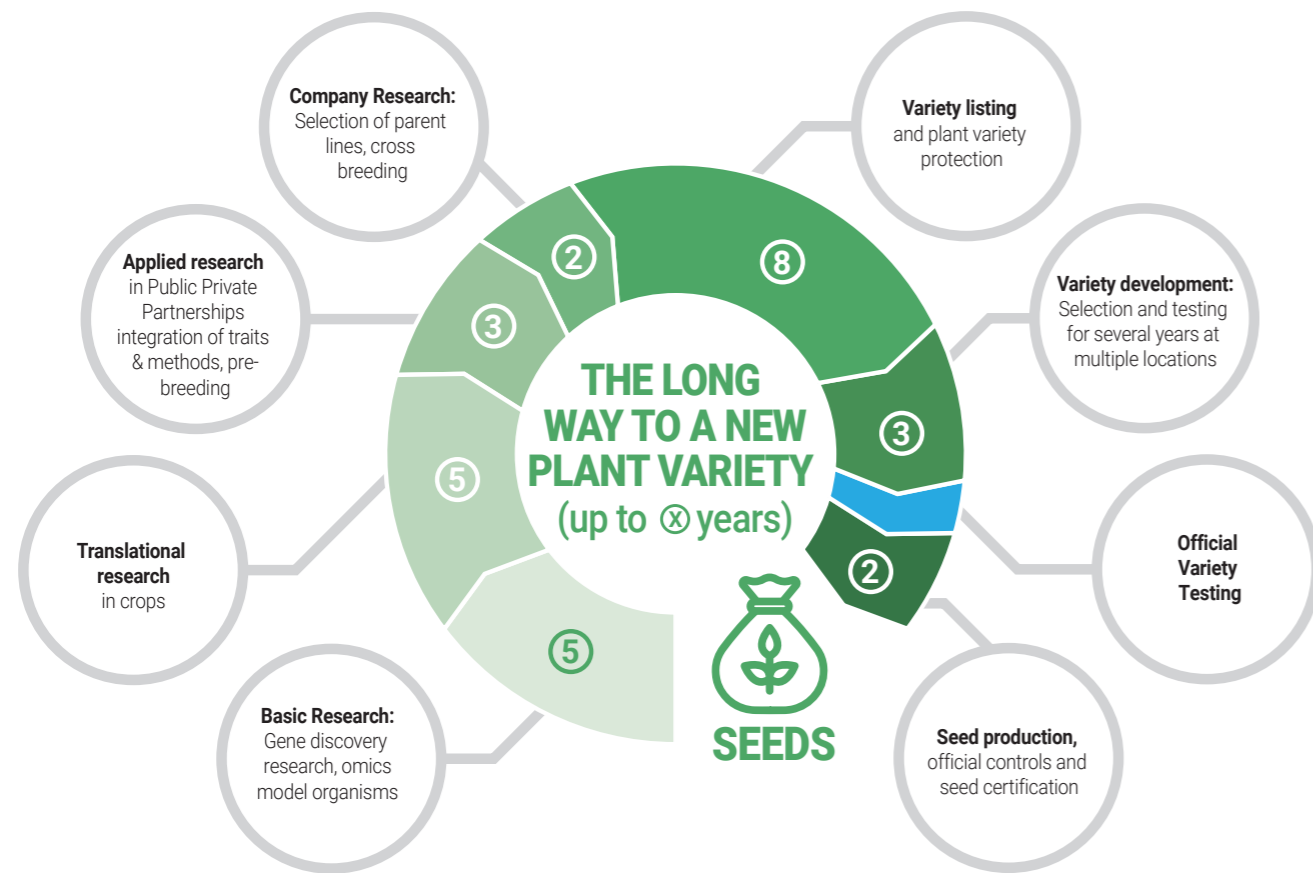 Company Research:
Selection of parent
lines, cross
breeding
Variety listing
and plant variety
protection
Applied research
in Public Private
Partnerships
integration of traits
& methods, pre-
breeding
Variety development:
Selection and testing
for several years at
multiple locations
Translational
research
in crops
Official
Variety
Testing
Basic Research:
Gene discovery
research, omics
model organisms
Seed production,
official controls and
seed certification
5
5
3
2
8
3
2
THE LONG
WAY TO A NEW
PLANT VARIETY
(up to ⓧ years)
SEEDS